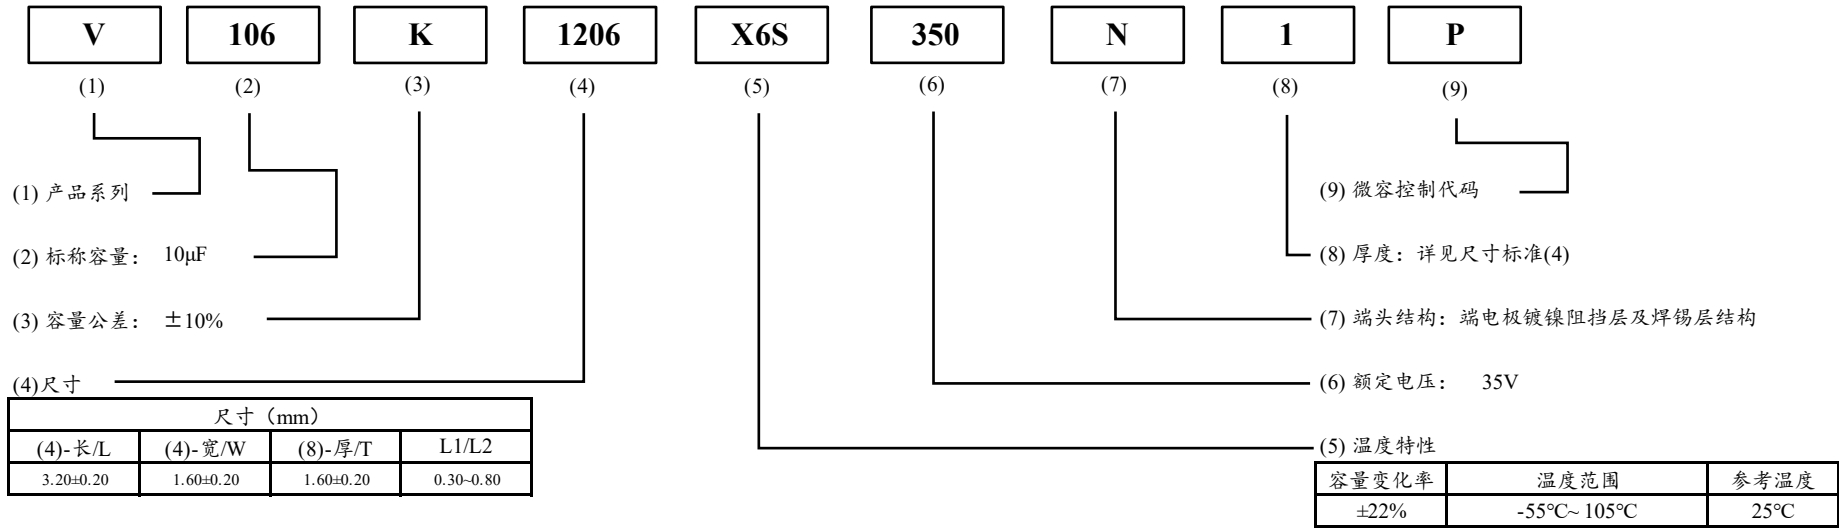 V 106 K 1206 X6S 350 N 1 P
(1) (2) (3) (4) (5) (6) (7) (8) (9)
(1) 产品系列
(9) 微容控制代码
(2) 标称容量： 10μF
(8) 厚度：详见尺寸标准(4)
(3) 容量公差： ±10%
(7) 端头结构：端电极镀镍阻挡层及焊锡层结构
(4)尺寸
(6) 额定电压： 35V
尺寸（mm）
(4)-长/L (4)-宽/W (8)-厚/T L1/L2
3.20±0.20 1.60±0.20 1.60±0.20 0.30~0.80
(5) 温度特性
容量变化率 温度范围 参考温度
±22% -55°C~ 105°C 25°C